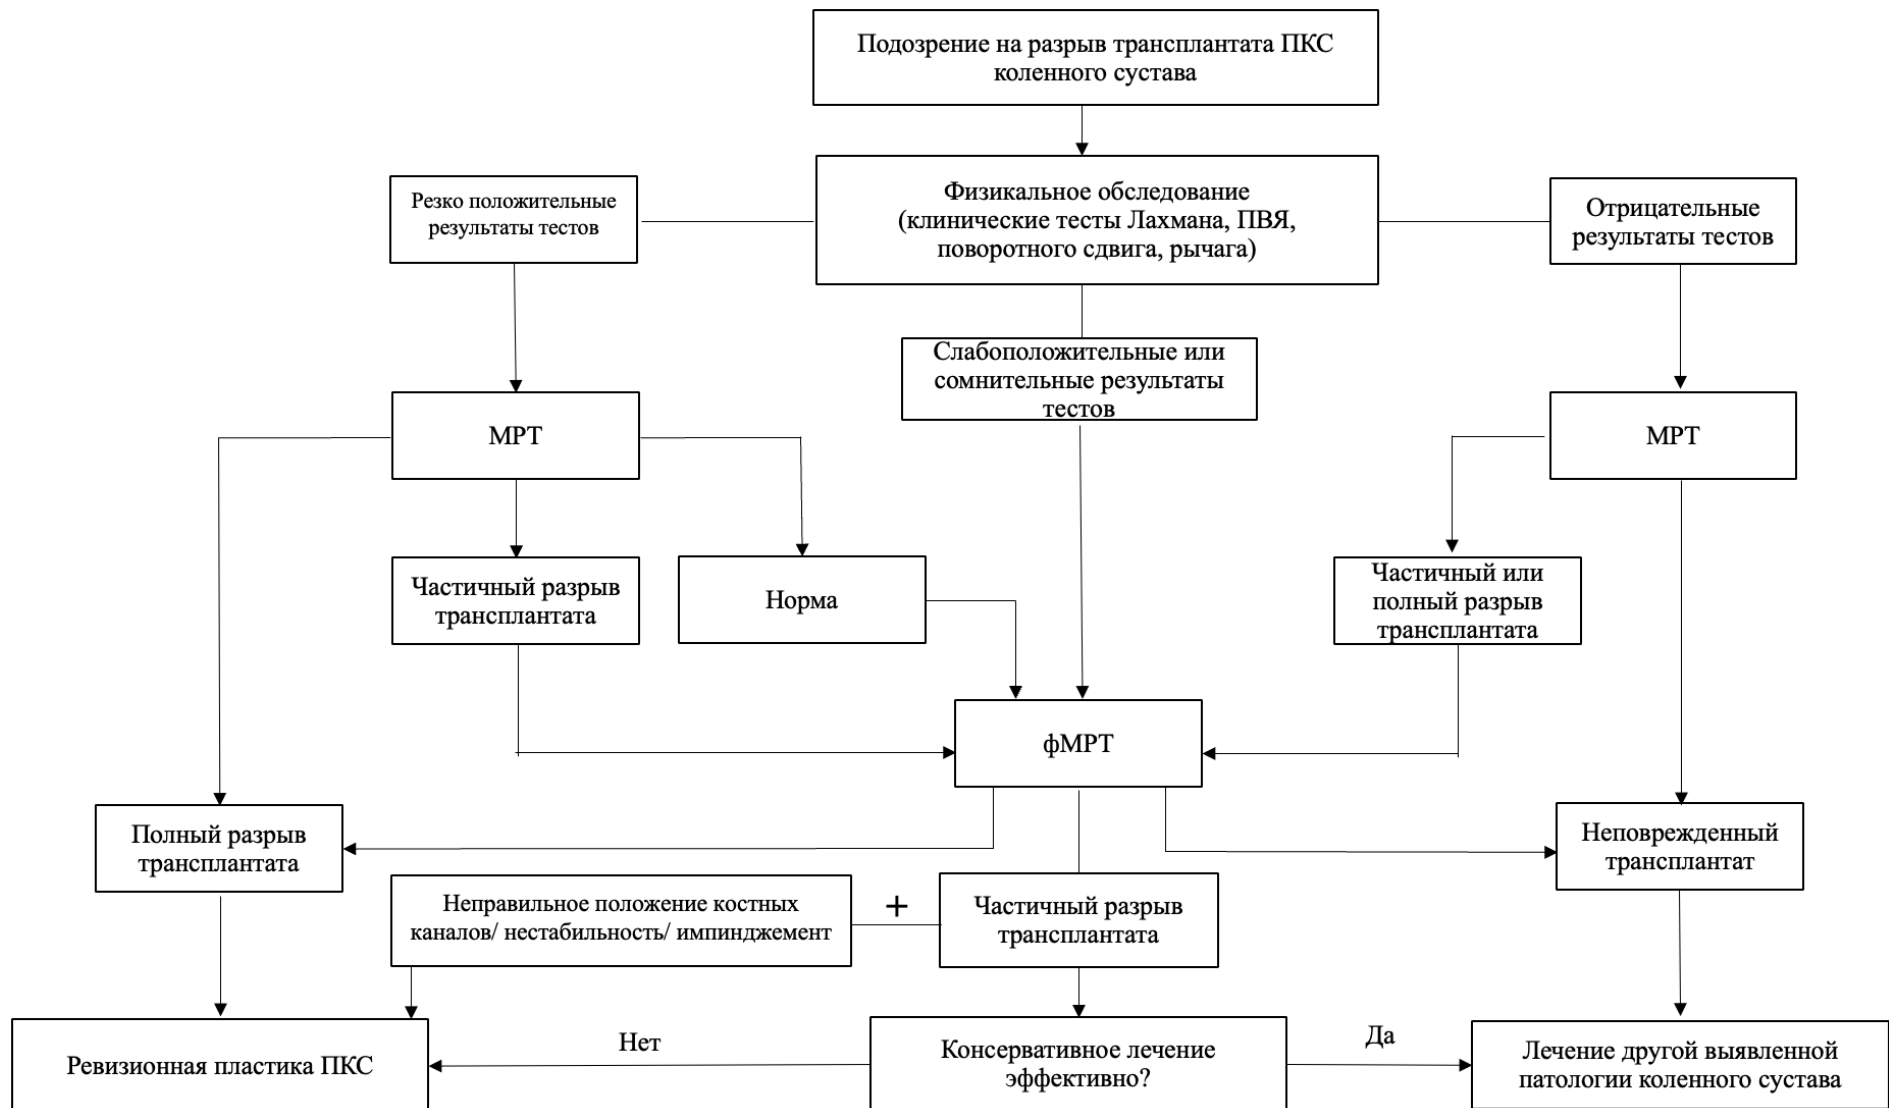 Подозрение на разрыв трансплантата ПКС
коленного сустава
Резко положительные
результаты тестов
Физикальное обследование
(клинические тесты Лахмана, ПВЯ,
поворотного сдвига, рычага)
Отрицательные
результаты тестов
Слабоположительные или
сомнительные результаты
тестов
МРТ
МРТ
Частичный разрыв
трансплантата
Норма
Частичный или
полный разрыв
трансплантата
фМРТ
Полный разрыв
трансплантата
Неповрежденный
трансплантат
Неправильное положение костных
каналов/ нестабильность/ импинджемент
+
Частичный разрыв
трансплантата
Ревизионная пластика ПКС
Нет
Консервативное лечение
эффективно?
Да
Лечение другой выявленной
патологии коленного сустава